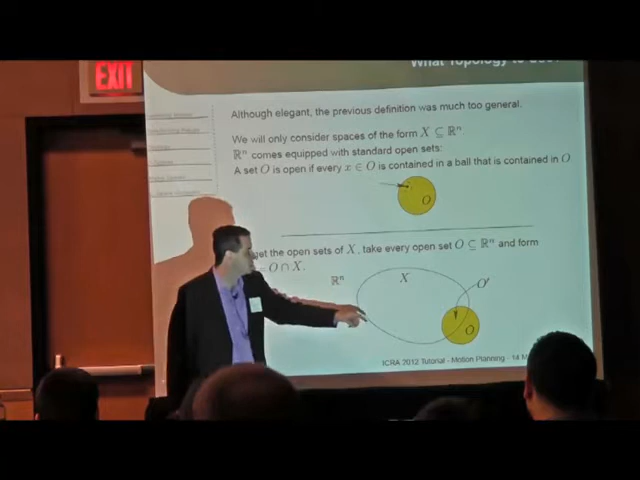 EXIT
What Topology to Use?
Although elegant, the previous definition was much too general.
We will only consider spaces of the form X ⊆ ℝⁿ
ℝⁿ comes equipped with standard open sets:
A set O is open if every x ∈ O is contained in a ball that is contained in O.
O
get the open sets of X, take every open set O ⊆ ℝⁿ and form
= O ∩ X.
ℝⁿ
X
O′
O
ICRA 2012 Tutorial - Motion Planning - 14 M